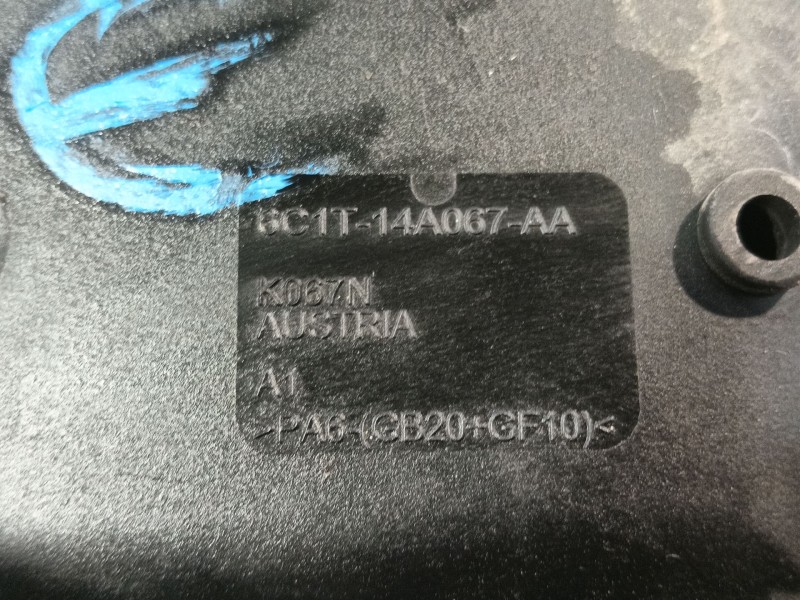 6C1T-14A067-AA
K067N
AUSTRIA
A1
>PA6-(GB20+GF10)<